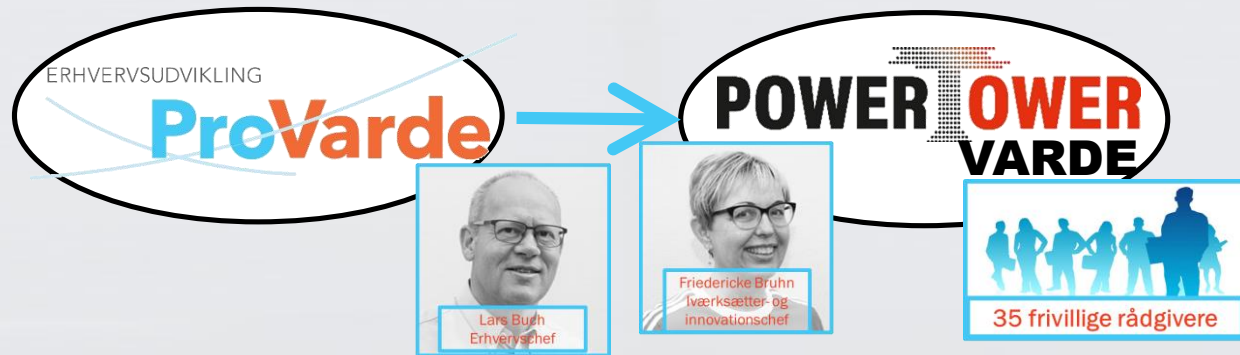 ERHVERVSUDVIKLING
ProVarde
POWER TOWER
VARDE
Lars Buch
Erhvervschef
Friedericke Bruhn
Iværksætter- og
innovationschef
35 frivillige rådgivere